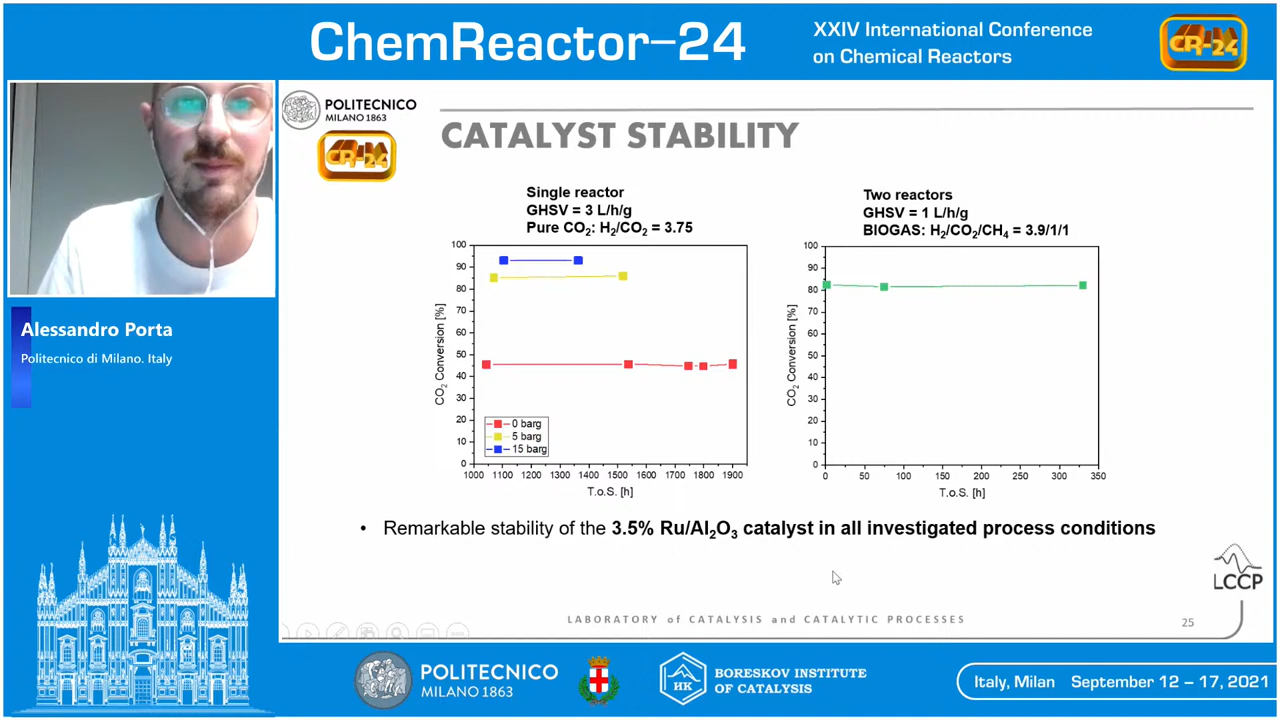 ChemReactor-24
XXIV International Conference
on Chemical Reactors
CR-24
POLITECNICO
MILANO 1863
CR-24
CATALYST STABILITY
Single reactor
GHSV = 3 L/h/g
Pure CO₂: H₂/CO₂ = 3.75
100
90
80
70
60
50
40
30
20
10
0
CO₂ Conversion [%]
0 barg
5 barg
15 barg
1000 1100 1200 1300 1400 1500 1600 1700 1800 1900
T.o.S. [h]
Two reactors
GHSV = 1 L/h/g
BIOGAS: H₂/CO₂/CH₄ = 3.9/1/1
100
90
80
70
60
50
40
30
20
10
0
CO₂ Conversion [%]
0 50 100 150 200 250 300 350
T.o.S. [h]
• Remarkable stability of the 3.5% Ru/Al₂O₃ catalyst in all investigated process conditions
LCCP
LABORATORY of CATALYSIS and CATALYTIC PROCESSES
25
Alessandro Porta
Politecnico di Milano. Italy
POLITECNICO
MILANO 1863
НК
BORESKOV INSTITUTE
OF CATALYSIS
Italy, Milan September 12 – 17, 2021